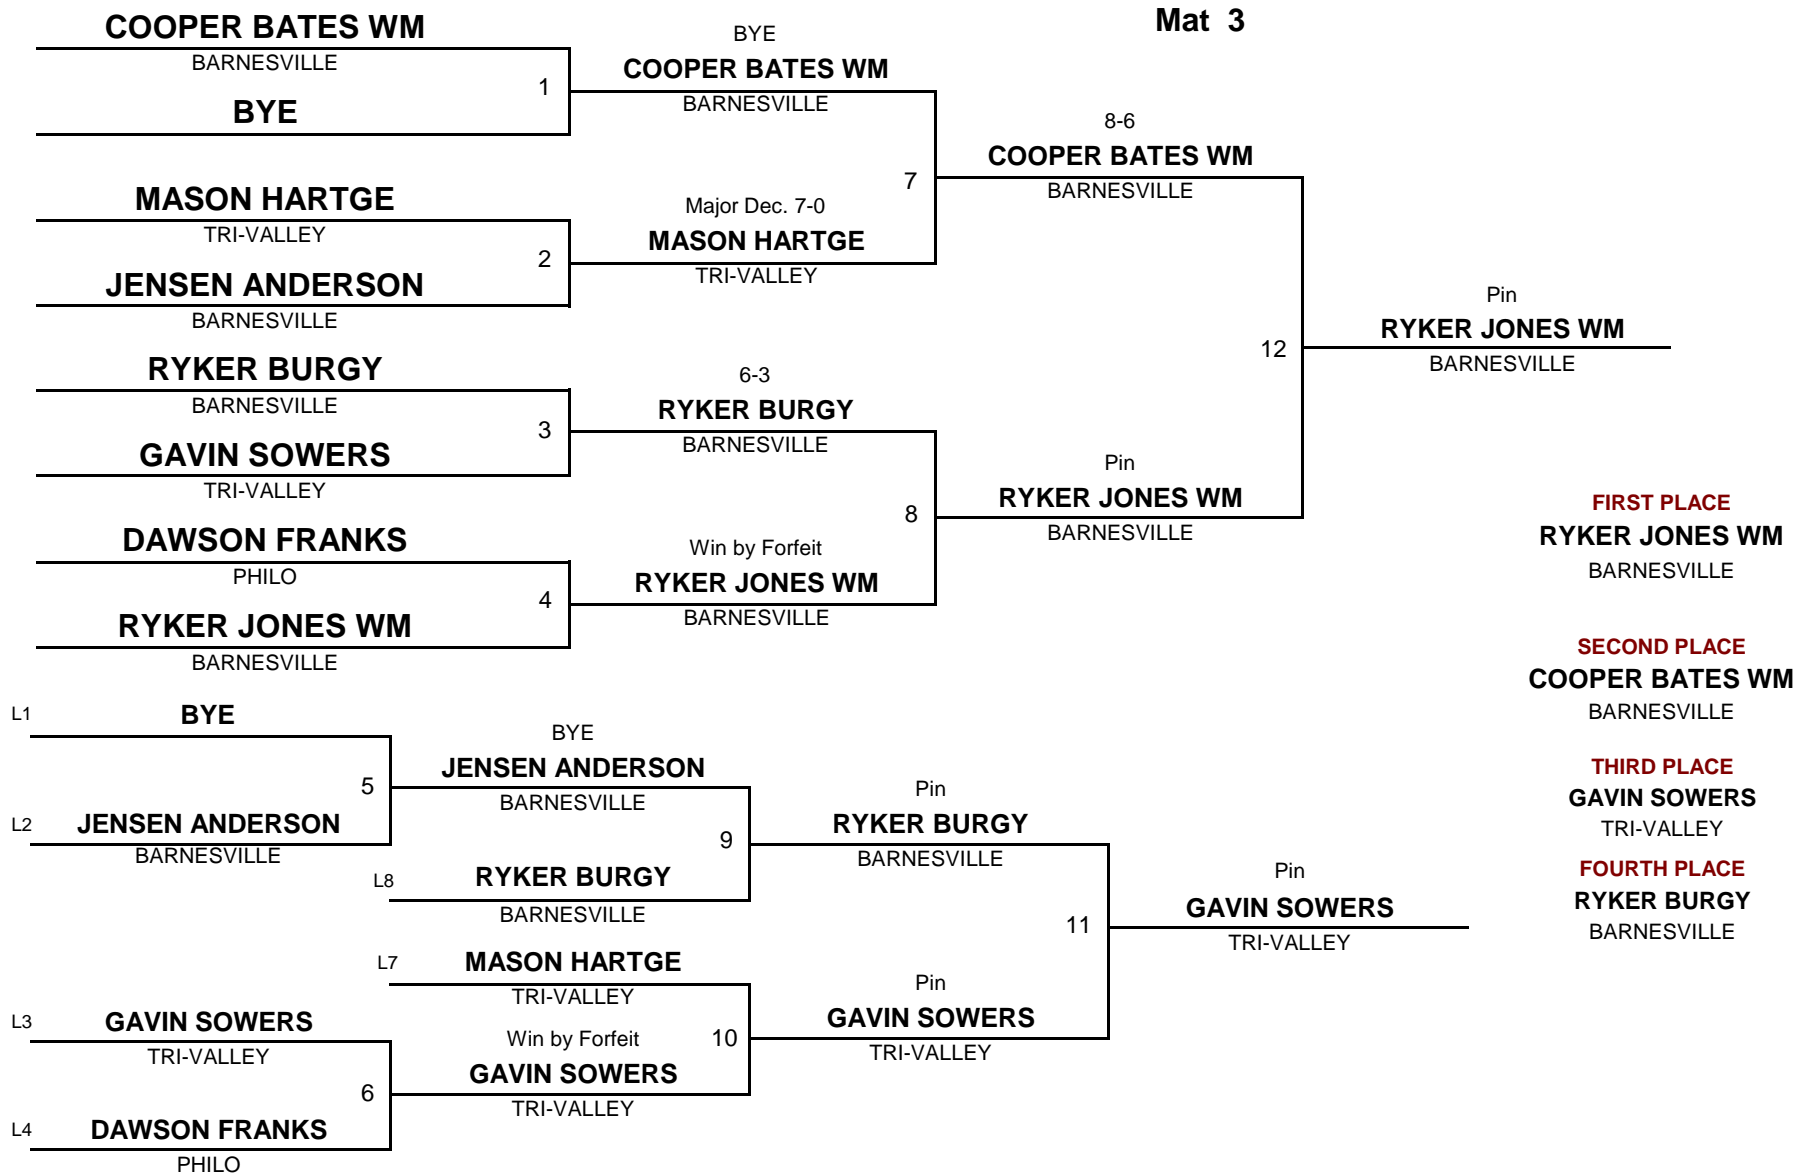 Mat 3
COOPER BATES WM
BARNESVILLE
1
BYE
BYE
COOPER BATES WM
BARNESVILLE
MASON HARTGE
TRI-VALLEY
2
JENSEN ANDERSON
BARNESVILLE
Major Dec. 7-0
MASON HARTGE
TRI-VALLEY
7
8-6
COOPER BATES WM
BARNESVILLE
RYKER BURGY
BARNESVILLE
3
GAVIN SOWERS
TRI-VALLEY
6-3
RYKER BURGY
BARNESVILLE
DAWSON FRANKS
PHILO
4
RYKER JONES WM
BARNESVILLE
Win by Forfeit
RYKER JONES WM
BARNESVILLE
8
Pin
RYKER JONES WM
BARNESVILLE
12
Pin
RYKER JONES WM
BARNESVILLE
FIRST PLACE
RYKER JONES WM
BARNESVILLE
SECOND PLACE
COOPER BATES WM
BARNESVILLE
THIRD PLACE
GAVIN SOWERS
TRI-VALLEY
FOURTH PLACE
RYKER BURGY
BARNESVILLE
L1 BYE
5
L2 JENSEN ANDERSON
BARNESVILLE
BYE
JENSEN ANDERSON
BARNESVILLE
9
L8 RYKER BURGY
BARNESVILLE
Pin
RYKER BURGY
BARNESVILLE
L7 MASON HARTGE
TRI-VALLEY
10
L3 GAVIN SOWERS
TRI-VALLEY
6
L4 DAWSON FRANKS
PHILO
Win by Forfeit
GAVIN SOWERS
TRI-VALLEY
Pin
GAVIN SOWERS
TRI-VALLEY
11
Pin
GAVIN SOWERS
TRI-VALLEY